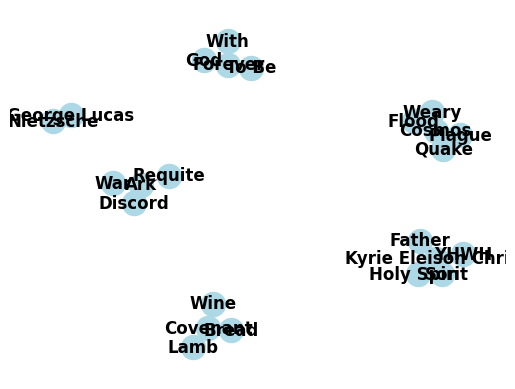 With
God
Forever
To Be
George Lucas
Nietzsche
Weary
Flood
Cosmos
Plague
Quake
Requite
War
Ark
Discord
Father
YHWH
Kyrie Eleison Chri
Holy Spirit
Son
Wine
Covenant
Bread
Lamb